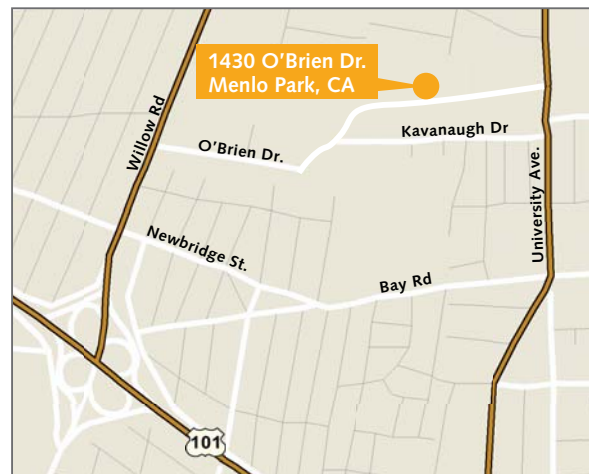 1430 O’Brien Dr.
Menlo Park, CA
Willow Rd
O’Brien Dr.
Kavanaugh Dr
University Ave.
Newbridge St.
Bay Rd
101